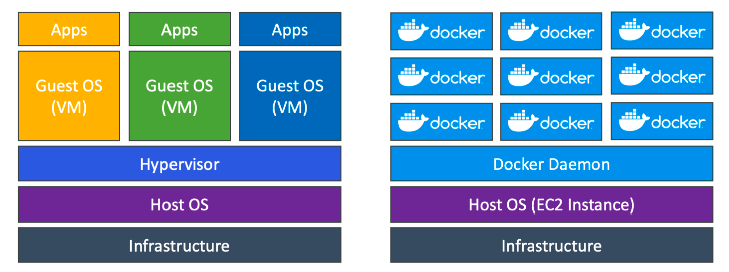 Apps
Apps
Apps
Guest OS
(VM)
Guest OS
(VM)
Guest OS
(VM)
Hypervisor
Host OS
Infrastructure
docker
docker
docker
docker
docker
docker
docker
docker
docker
Docker Daemon
Host OS (EC2 Instance)
Infrastructure